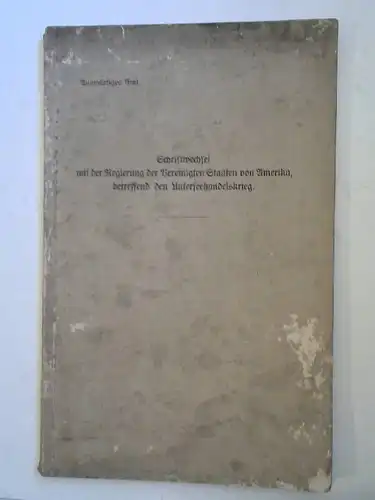 Auswärtiges Amt.
Schriftwechsel
mit der Regierung der Vereinigten Staaten von Amerika,
betreffend den Unterseehandelskrieg.